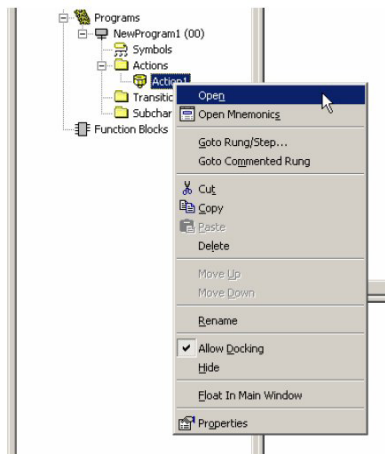 Programs
NewProgram1 (00)
Symbols
Actions
Action1
Transitic
Subchar
Function Blocks
Open
Open Mnemonics
Goto Rung/Step...
Goto Commented Rung
Cut
Copy
Paste
Delete
Move Up
Move Down
Rename
Allow Docking
Hide
Float In Main Window
Properties